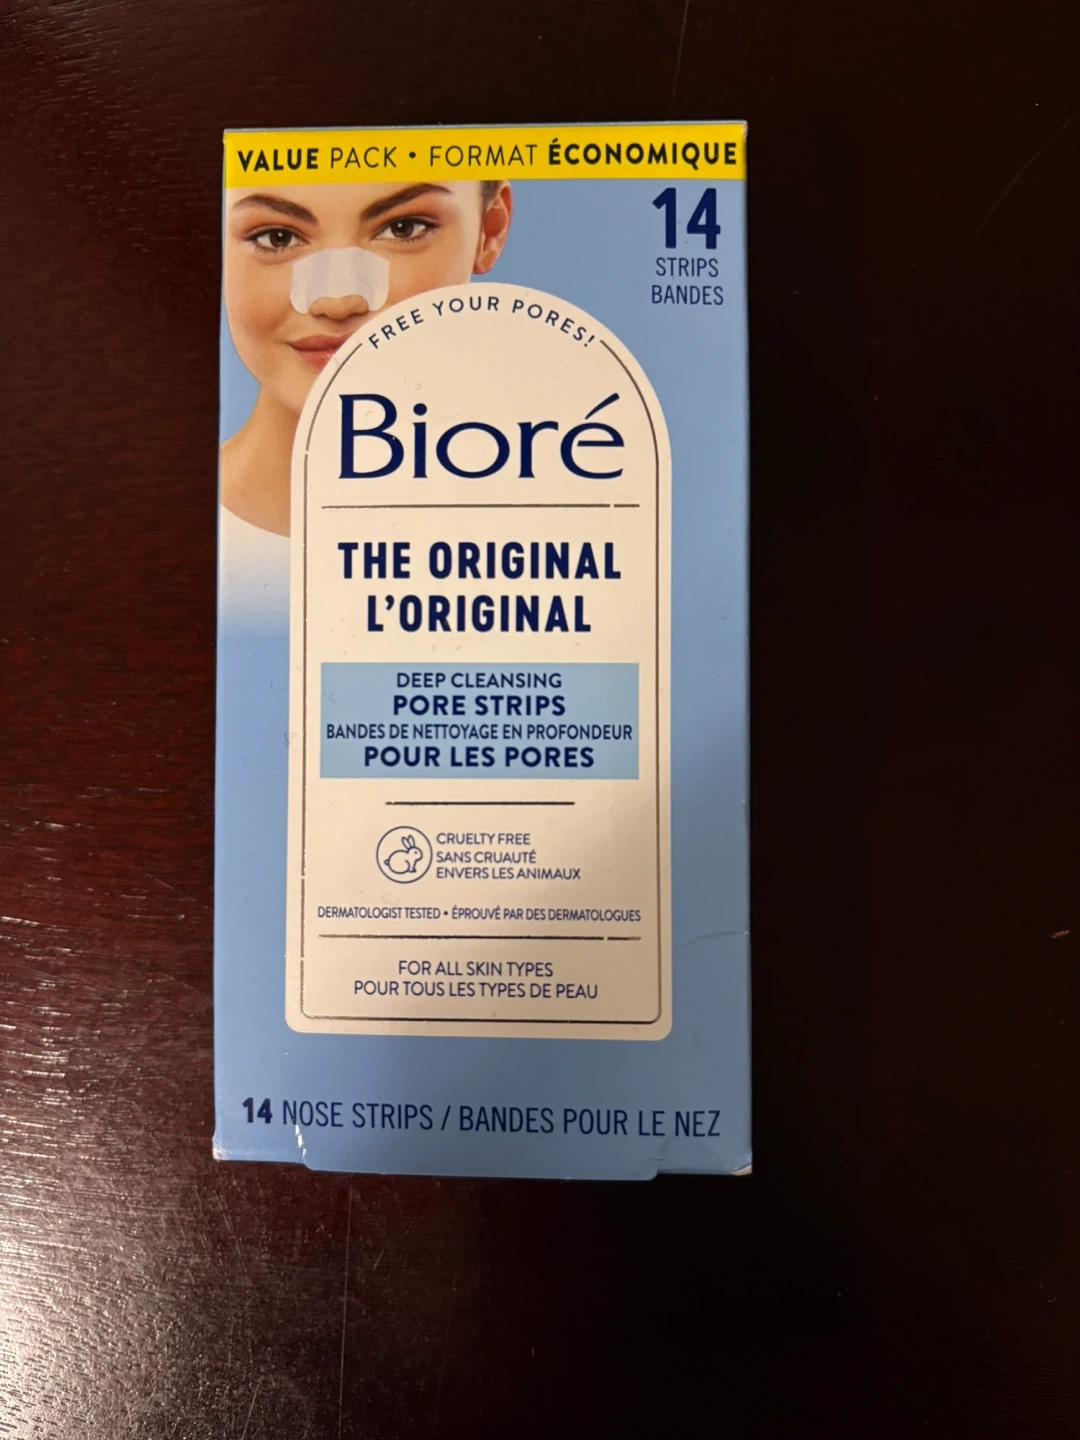 VALUE PACK • FORMAT ÉCONOMIQUE
14
STRIPS
BANDES
FREE YOUR PORES!
Bioré
THE ORIGINAL
L'ORIGINAL
DEEP CLEANSING
PORE STRIPS
BANDES DE NETTOYAGE EN PROFONDEUR
POUR LES PORES
CRUELTY FREE
SANS CRUAUTÉ
ENVERS LES ANIMAUX
DERMATOLOGIST TESTED • ÉPROUVÉ PAR DES DERMATOLOGUES
FOR ALL SKIN TYPES
POUR TOUS LES TYPES DE PEAU
14 NOSE STRIPS / BANDES POUR LE NEZ